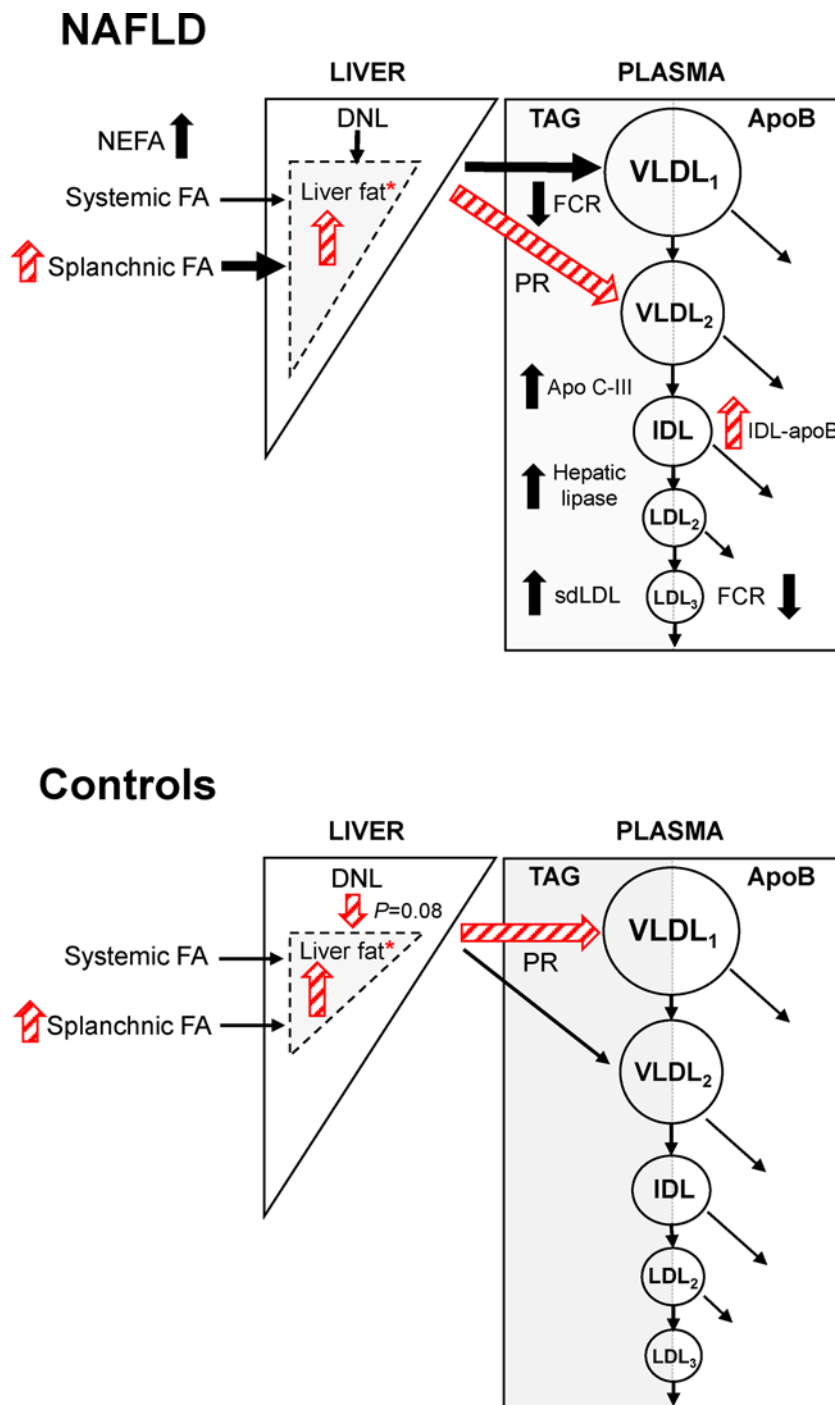 NAFLD
LIVER
PLASMA
NEFA
DNL
TAG
ApoB
VLDL1
Liver fat*
Systemic FA
FCR
Splanchnic FA
PR
VLDL2
Apo C-III
IDL
IDL-apoB
Hepatic
lipase
LDL2
sdLDL
LDL3
FCR
Controls
LIVER
PLASMA
DNL
TAG
ApoB
P=0.08
VLDL1
Liver fat*
Systemic FA
PR
Splanchnic FA
VLDL2
IDL
LDL2
LDL3